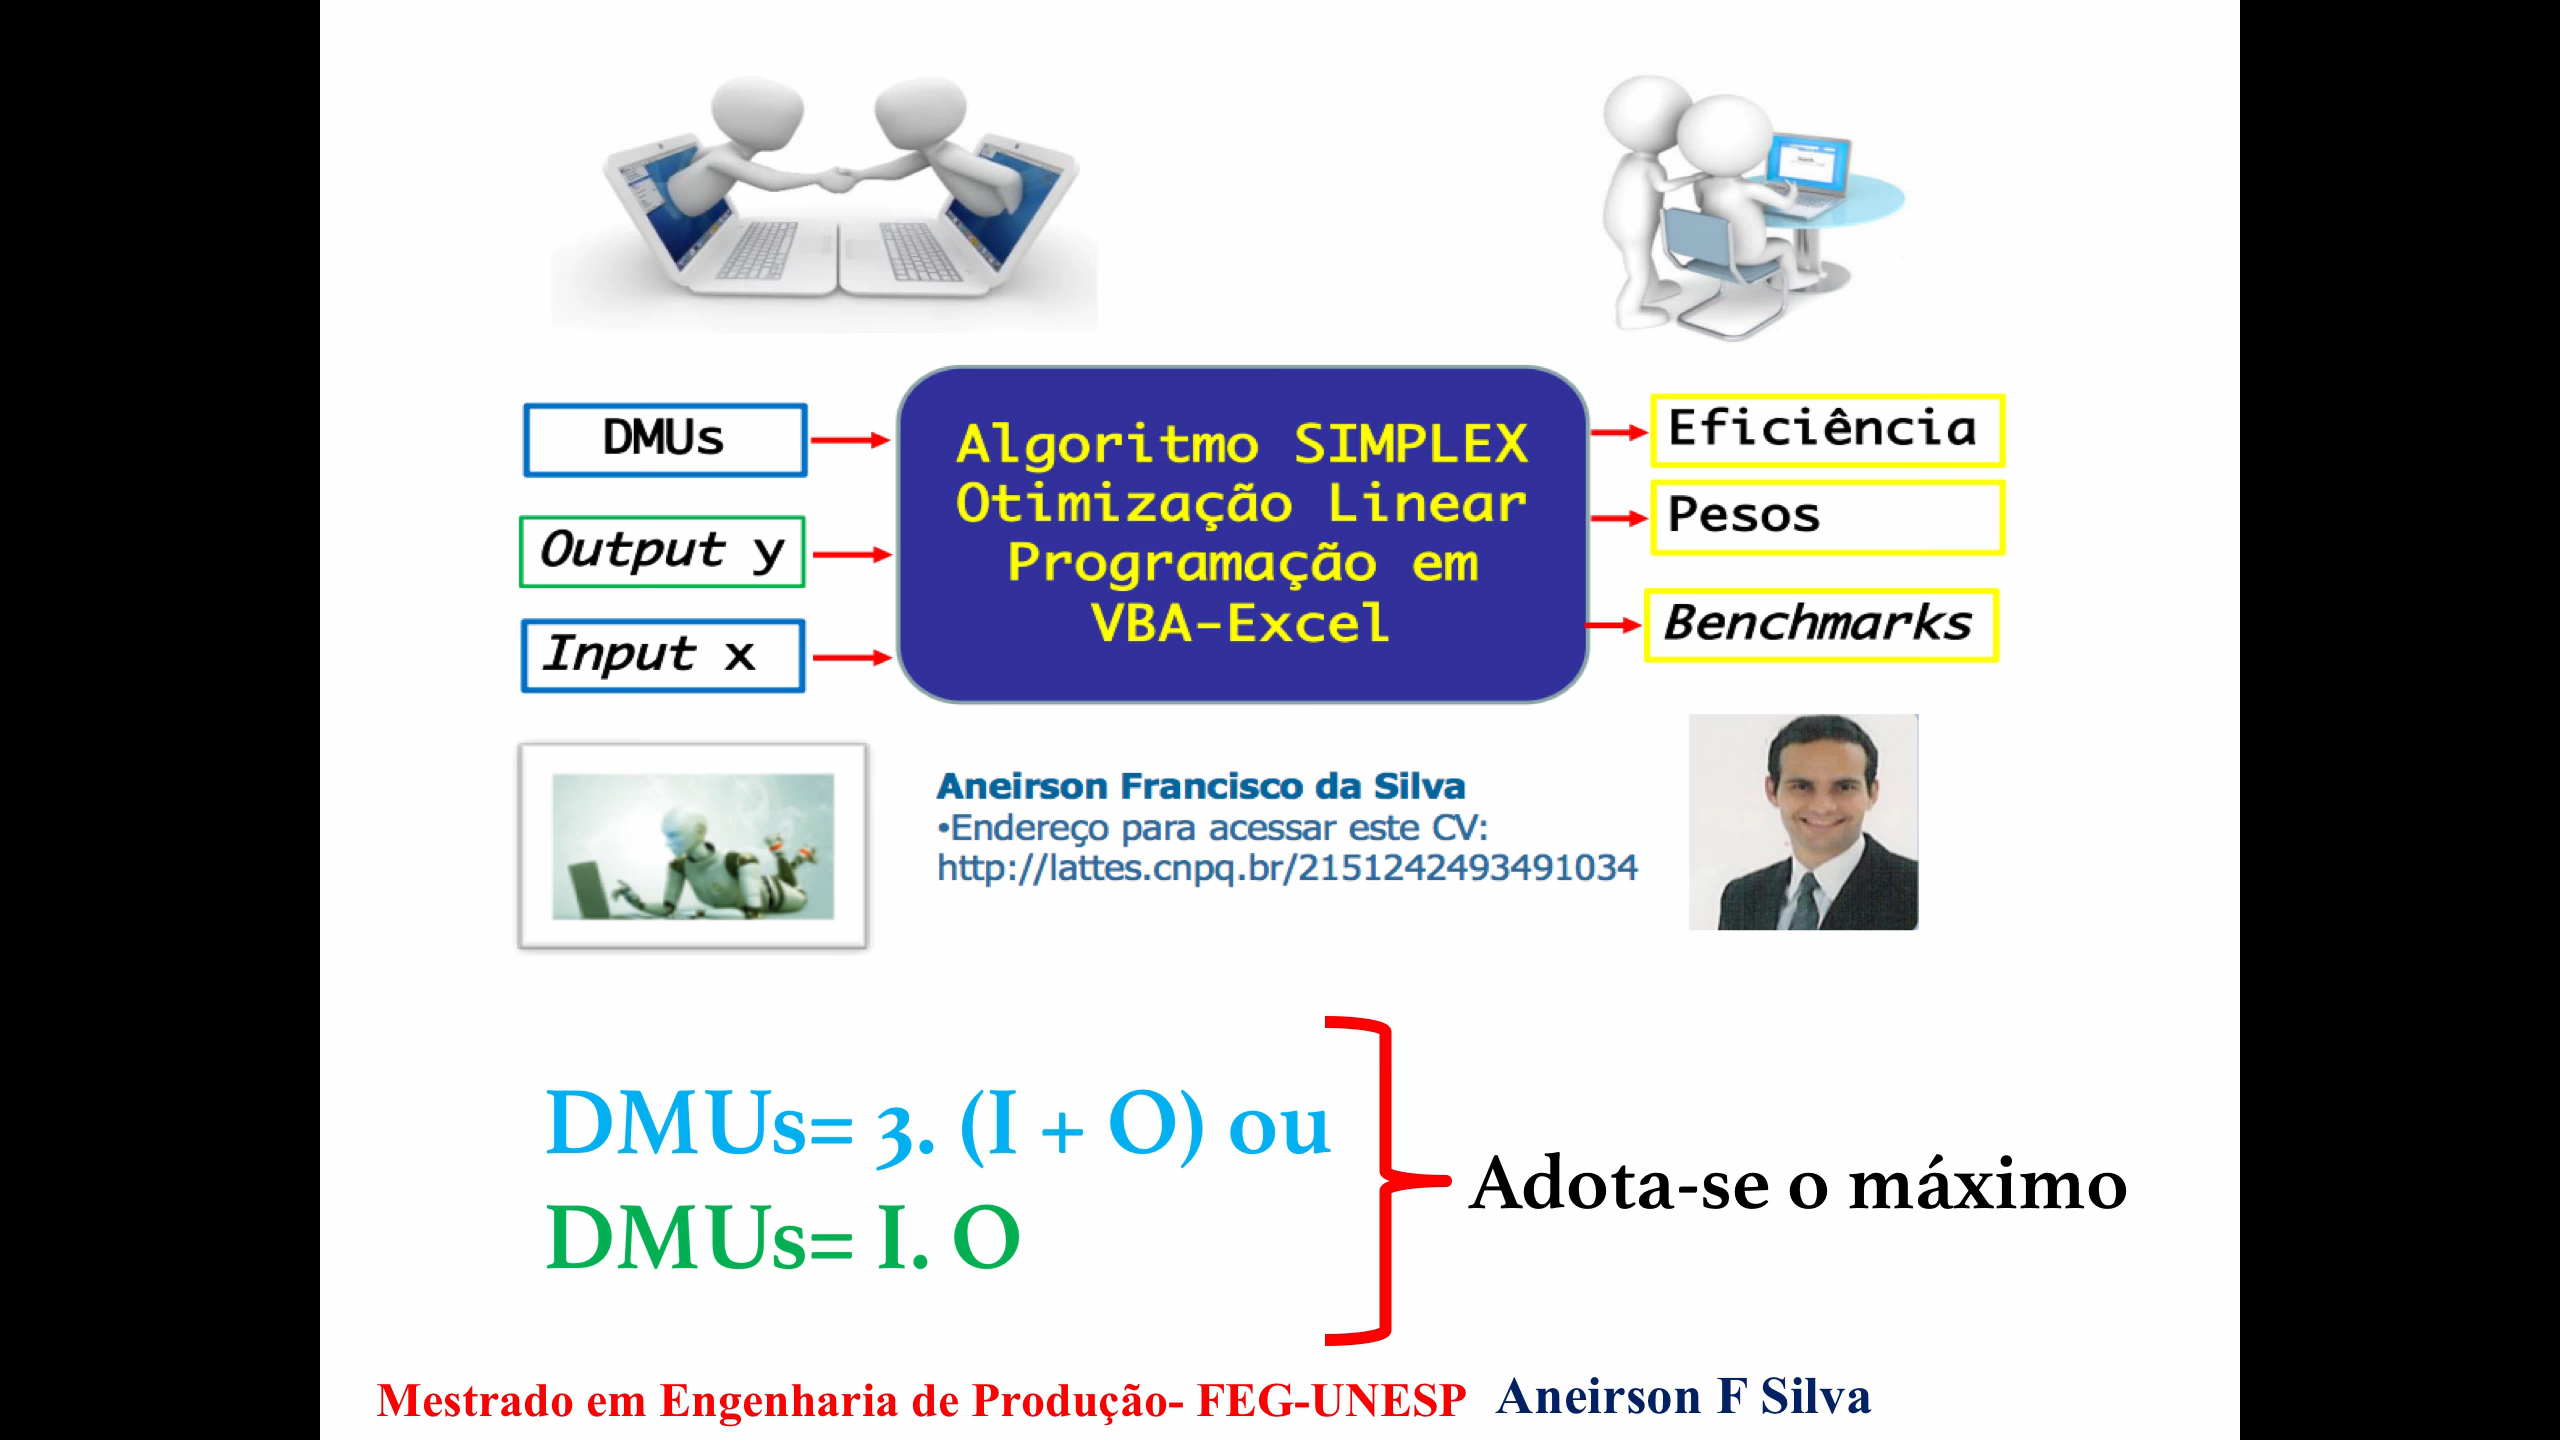 DMUs
Output y
Input x
Algoritmo SIMPLEX
Otimização Linear
Programação em
VBA-Excel
Eficiência
Pesos
Benchmarks
Aneirson Francisco da Silva
•Endereço para acessar este CV:
http://lattes.cnpq.br/2151242493491034
DMUs= 3. (I + O) ou
DMUs= I. O
Adota-se o máximo
Mestrado em Engenharia de Produção- FEG-UNESP Aneirson F Silva